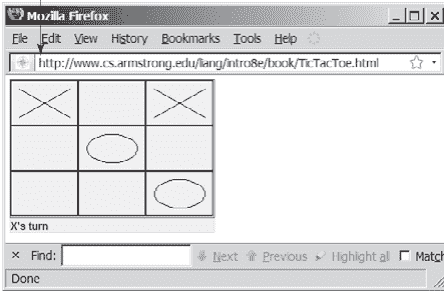 Mozilla Firefox
File Edit View History Bookmarks Tools Help
http://www.cs.armstrong.edu/lang/intro8e/book/TicTacToe.html
X's turn
× Find: Next Previous Highlight all Match
Done